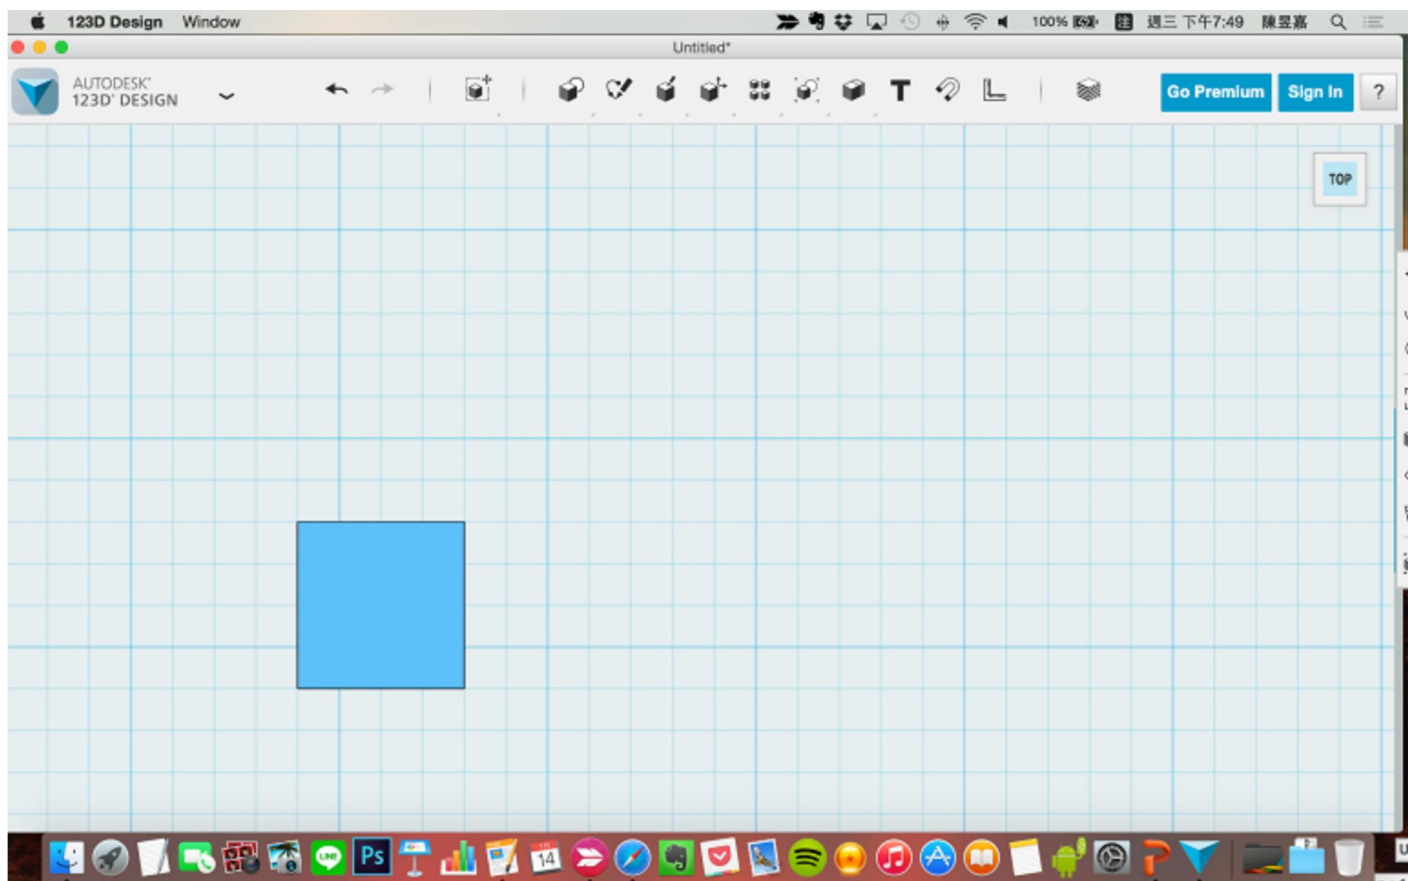 123D Design Window 100% 週三 下午7:49 陳昱嘉
Untitled*
AUTODESK®
123D® DESIGN
T
Go Premium Sign In ?
TOP
LINE
Ps
14